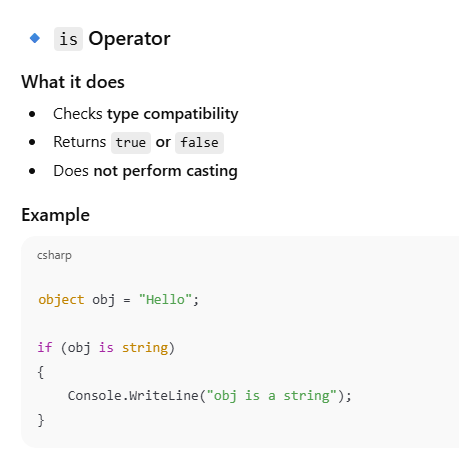 is Operator
What it does
• Checks type compatibility
• Returns true or false
• Does not perform casting
Example
csharp
object obj = "Hello";
if (obj is string)
{
    Console.WriteLine("obj is a string");
}